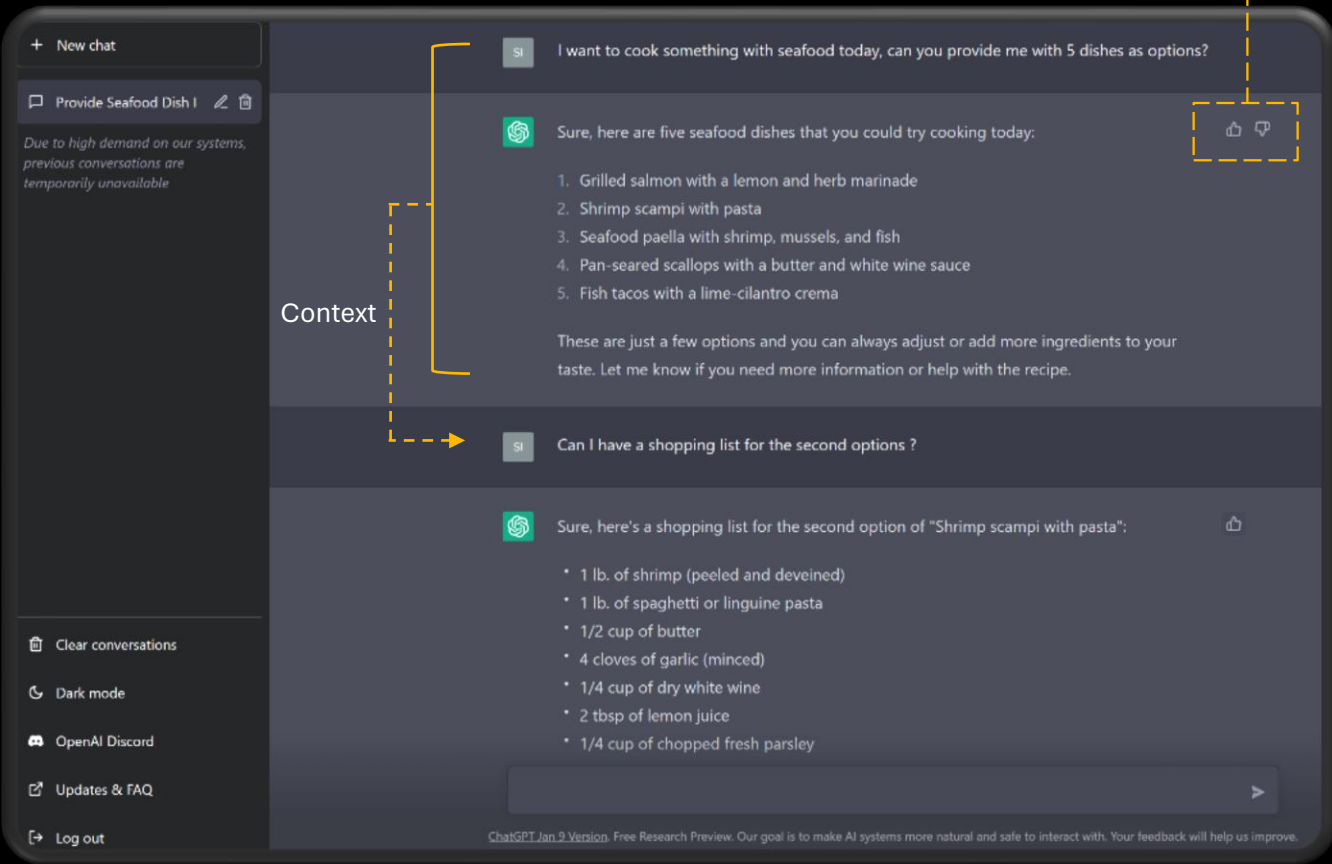 + New chat
Provide Seafood Dish I
Due to high demand on our systems,
previous conversations are
temporarily unavailable
Clear conversations
Dark mode
OpenAI Discord
Updates & FAQ
Log out
Context
SI
I want to cook something with seafood today, can you provide me with 5 dishes as options?
Sure, here are five seafood dishes that you could try cooking today:
1. Grilled salmon with a lemon and herb marinade
2. Shrimp scampi with pasta
3. Seafood paella with shrimp, mussels, and fish
4. Pan-seared scallops with a butter and white wine sauce
5. Fish tacos with a lime-cilantro crema
These are just a few options and you can always adjust or add more ingredients to your
taste. Let me know if you need more information or help with the recipe.
SI
Can I have a shopping list for the second options ?
Sure, here's a shopping list for the second option of "Shrimp scampi with pasta":
• 1 lb. of shrimp (peeled and deveined)
• 1 lb. of spaghetti or linguine pasta
• 1/2 cup of butter
• 4 cloves of garlic (minced)
• 1/4 cup of dry white wine
• 2 tbsp of lemon juice
• 1/4 cup of chopped fresh parsley
ChatGPT Jan 9 Version. Free Research Preview. Our goal is to make AI systems more natural and safe to interact with. Your feedback will help us improve.